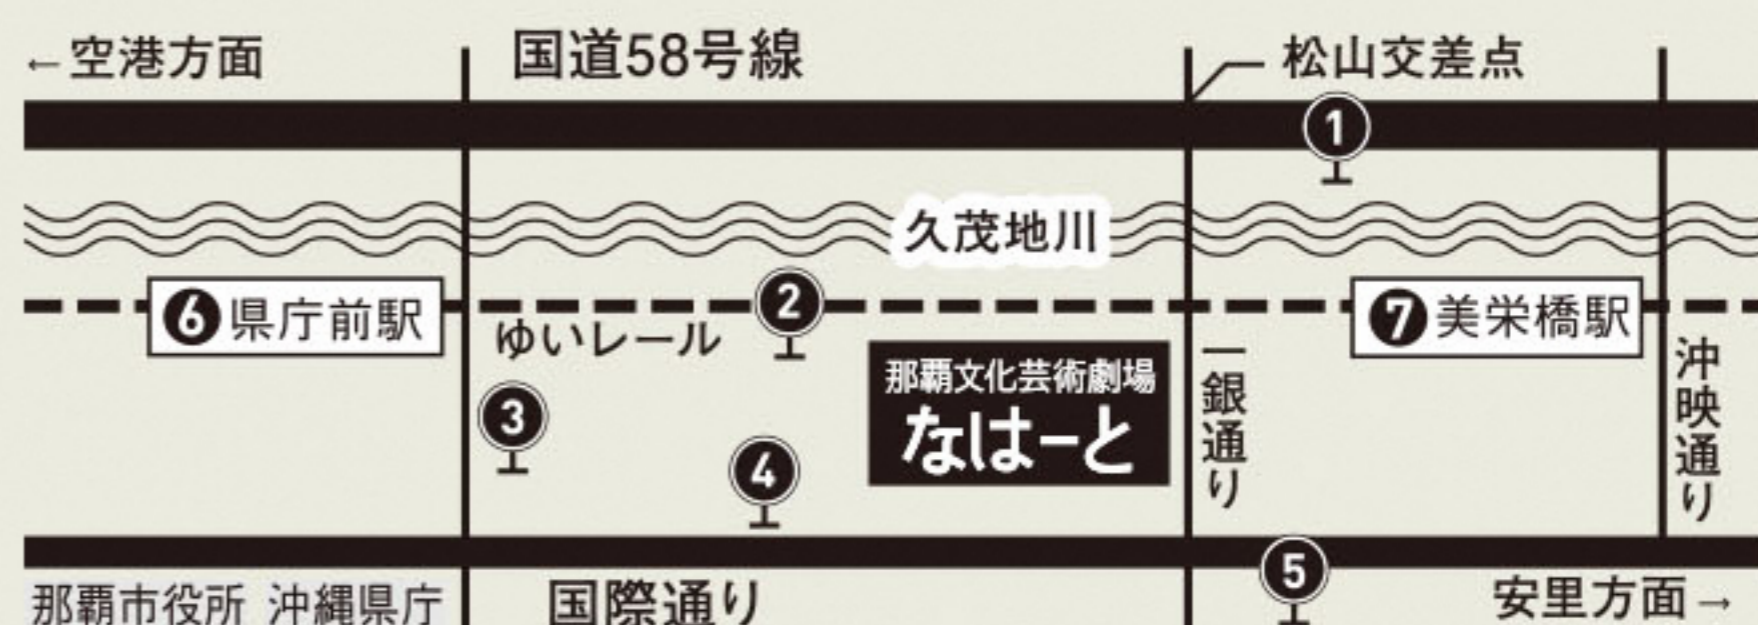 ←空港方面
国道58号線
松山交差点
1
久茂地川
2
6 県庁前駅
ゆいレール
7 美栄橋駅
那覇文化芸術劇場
なはーと
一銀通り
沖映通り
3
4
5
那覇市役所 沖縄県庁
国際通り
安里方面→